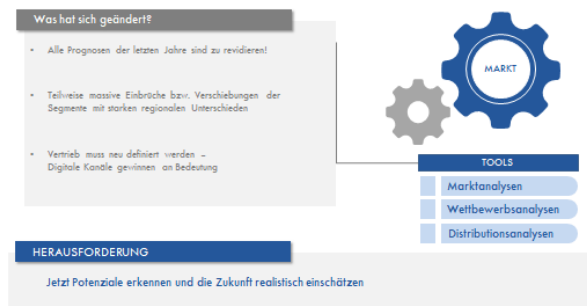 Was hat sich geändert?
• Alle Prognosen der letzten Jahre sind zu revidieren!
• Teilweise massive Einbrüche bzw. Verschiebungen der
Segmente mit starken regionalen Unterschieden
• Vertrieb muss neu definiert werden –
Digitale Kanäle gewinnen an Bedeutung
MARKT
TOOLS
Marktanalysen
Wettbewerbsanalysen
Distributionsanalysen
HERAUSFORDERUNG
Jetzt Potenziale erkennen und die Zukunft realistisch einschätzen